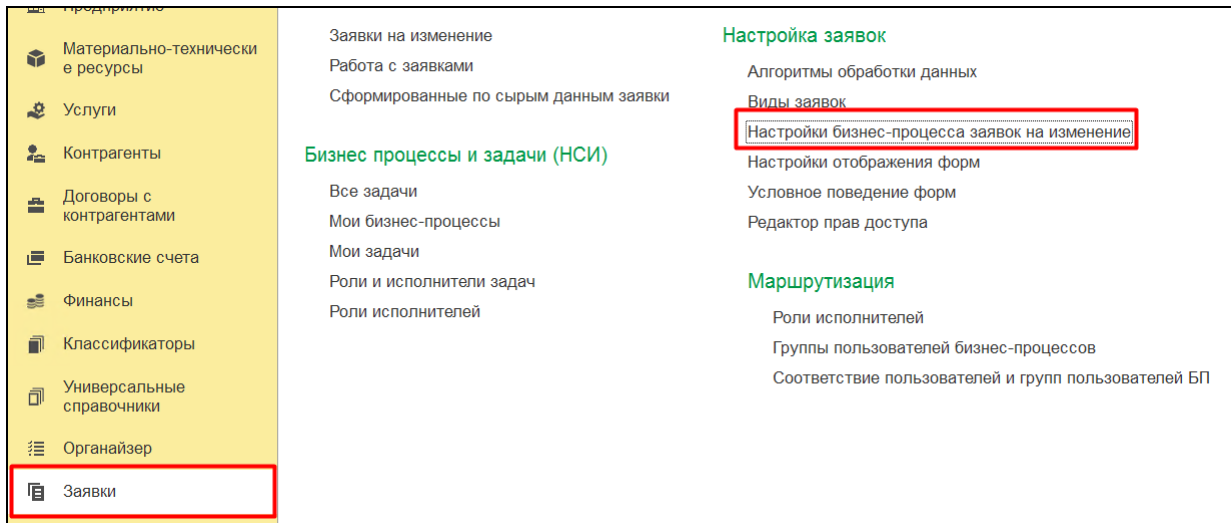 Предприятие
Материально-технически
е ресурсы
Услуги
Контрагенты
Договоры с
контрагентами
Банковские счета
Финансы
Классификаторы
Универсальные
справочники
Органайзер
Заявки
Заявки на изменение
Работа с заявками
Сформированные по сырым данным заявки
Бизнес процессы и задачи (НСИ)
Все задачи
Мои бизнес-процессы
Мои задачи
Роли и исполнители задач
Роли исполнителей
Настройка заявок
Алгоритмы обработки данных
Виды заявок
Настройки бизнес-процесса заявок на изменение
Настройки отображения форм
Условное поведение форм
Редактор прав доступа
Маршрутизация
Роли исполнителей
Группы пользователей бизнес-процессов
Соответствие пользователей и групп пользователей БП